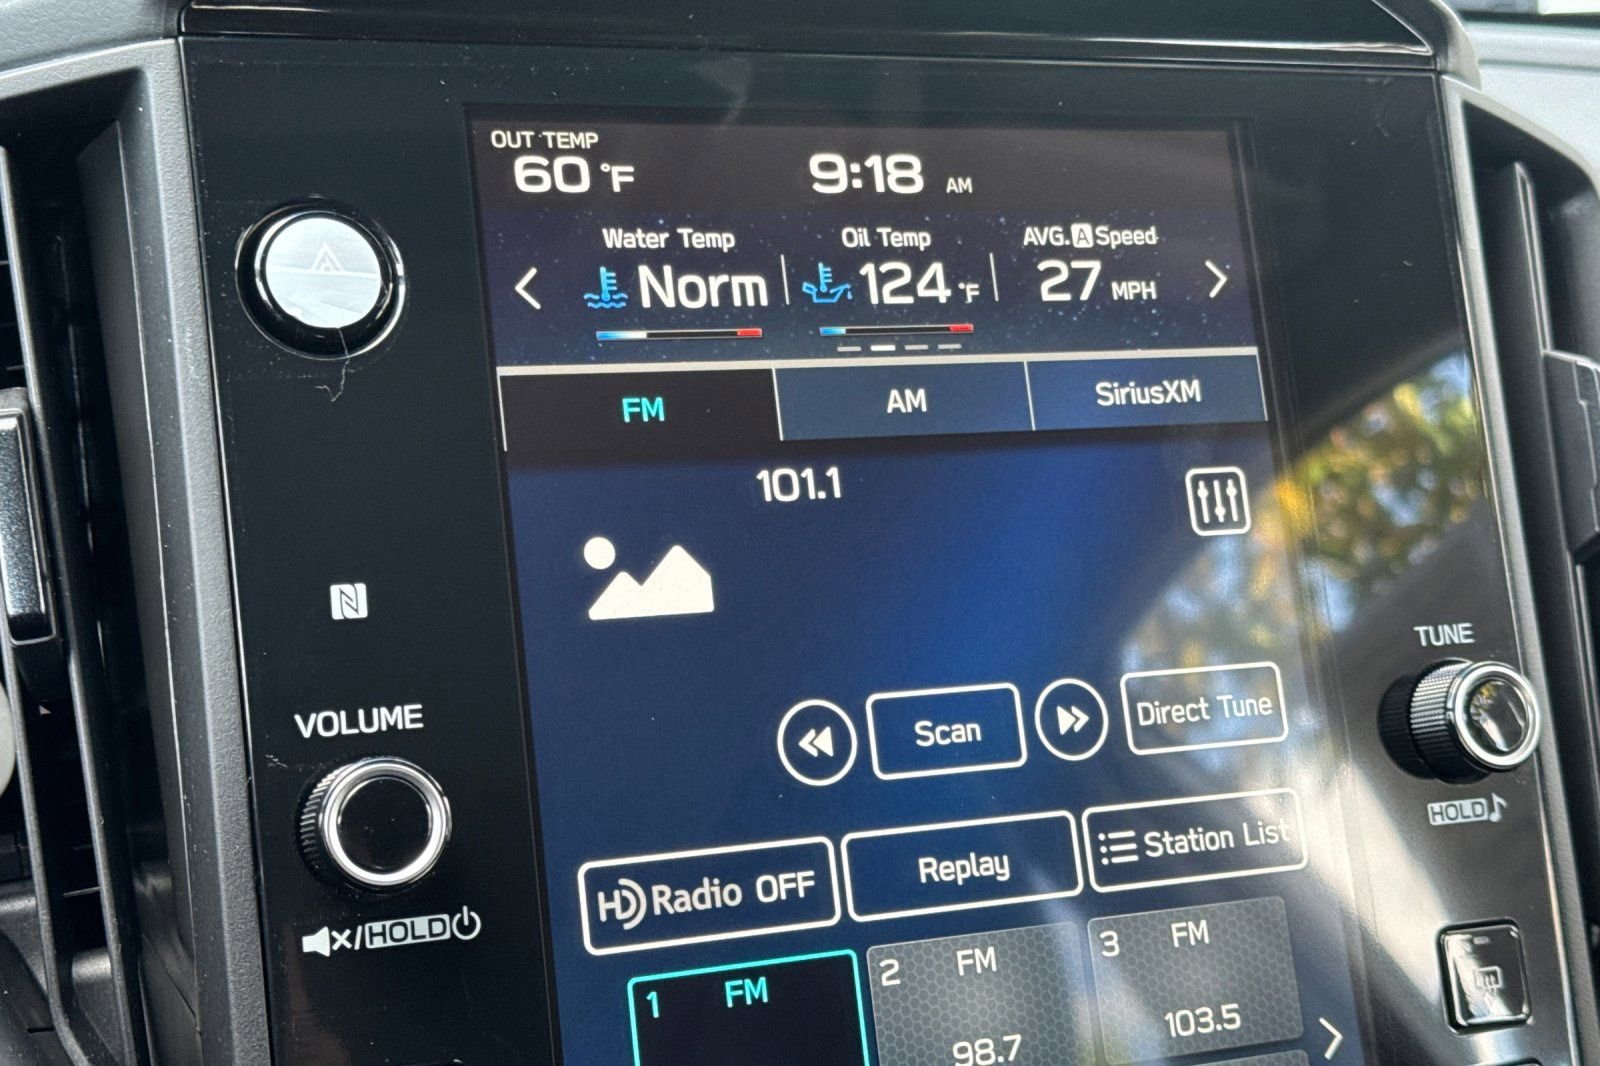 OUT TEMP
60 °F
9:18 AM
Water Temp
Norm
Oil Temp
124 °F
AVG. A Speed
27 MPH
FM
AM
SiriusXM
101.1
TUNE
HOLD
VOLUME
HOLD
Scan
Direct Tune
HD Radio OFF
Replay
Station List
1 FM
2 FM
98.7
3 FM
103.5